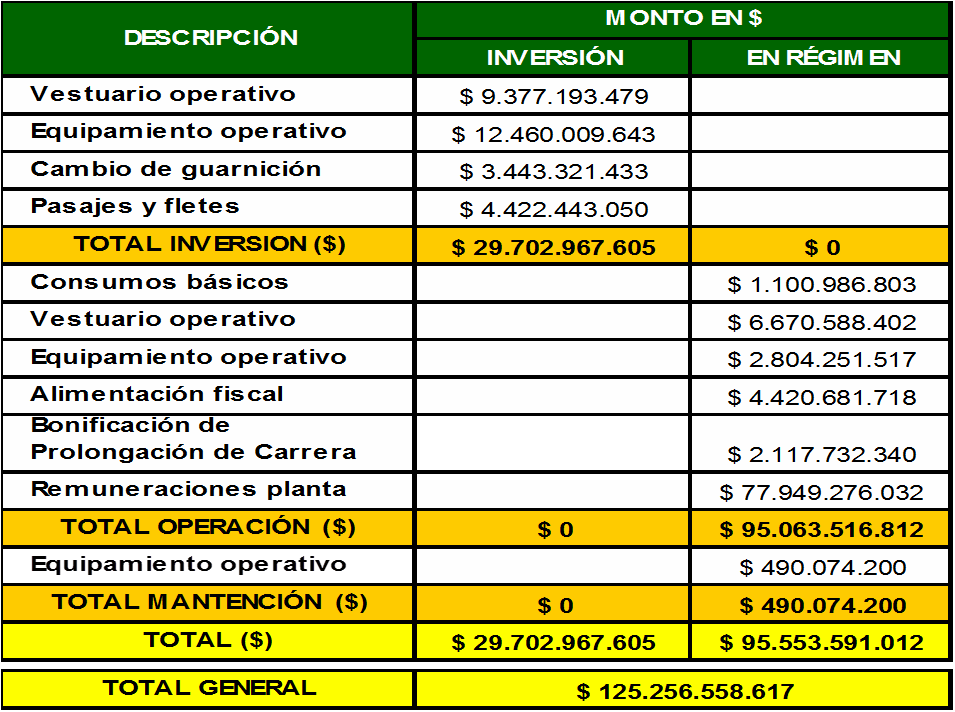 DESCRIPCIÓN
MONTO EN $
INVERSIÓN
EN RÉGIMEN
Vestuario operativo
$ 9.377.193.479
Equipamiento operativo
$ 12.460.009.643
Cambio de guarnición
$ 3.443.321.433
Pasajes y fletes
$ 4.422.443.050
TOTAL INVERSION ($)
$ 29.702.967.605
$ 0
Consumos básicos
$ 1.100.986.803
Vestuario operativo
$ 6.670.588.402
Equipamiento operativo
$ 2.804.251.517
Alimentación fiscal
$ 4.420.681.718
Bonificación de
Prolongación de Carrera
$ 2.117.732.340
Remuneraciones planta
$ 77.949.276.032
TOTAL OPERACIÓN ($)
$ 0
$ 95.063.516.812
Equipamiento operativo
$ 490.074.200
TOTAL MANTENCIÓN ($)
$ 0
$ 490.074.200
TOTAL ($)
$ 29.702.967.605
$ 95.553.591.012
TOTAL GENERAL
$ 125.256.558.617